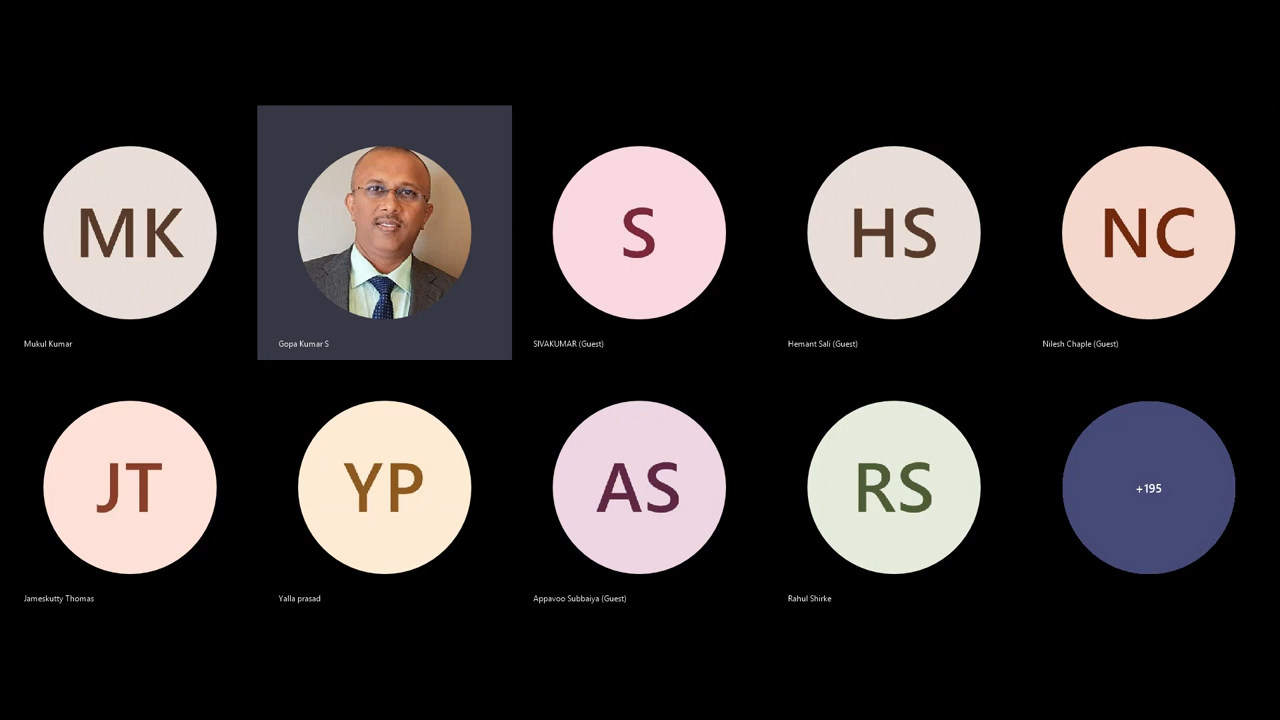 MK
S
HS
NC
Mukul Kumar
Gopa Kumar S
SIVAKUMAR (Guest)
Hemant Sali (Guest)
Nilesh Chaple (Guest)
JT
YP
AS
RS
+195
Jameskutty Thomas
Yalla prasad
Appavoo Subbaiya (Guest)
Rahul Shirke